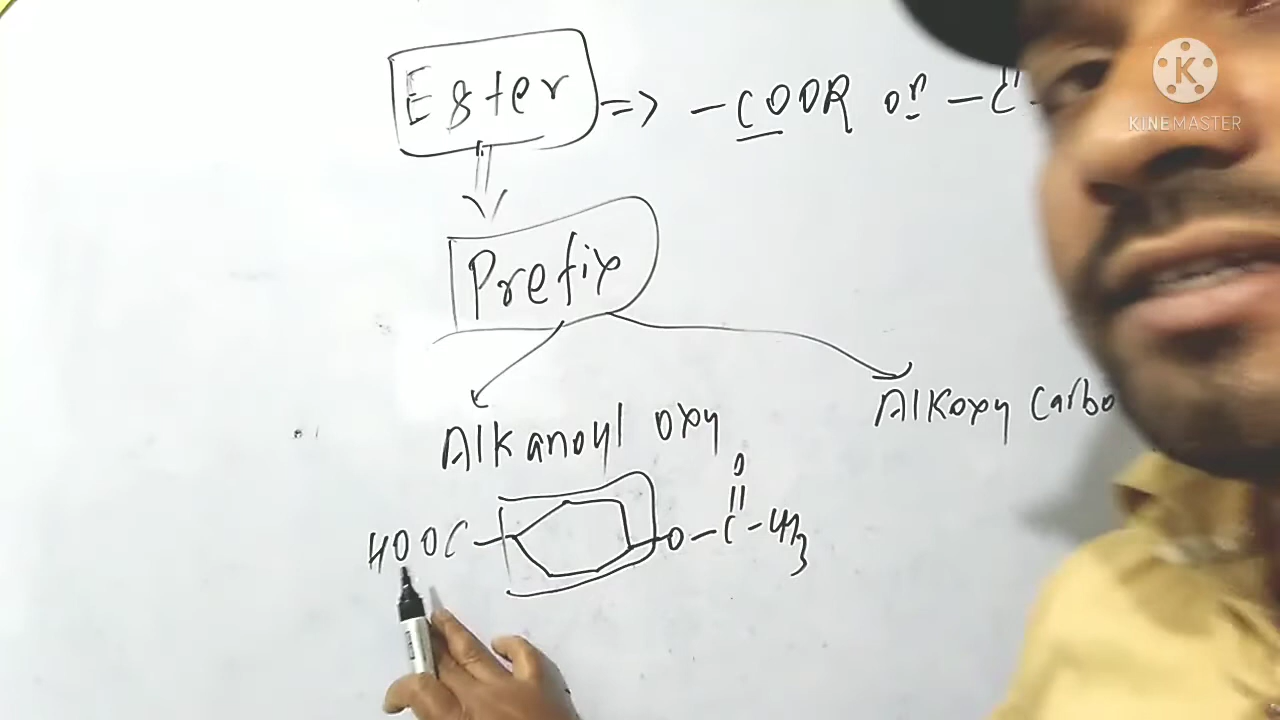 Ester => -COOR or -C
K
KINEMASTER
Prefix
Alkanoyl oxy
Alkoxy Carbo
O
HOOC- -O-C-CH3